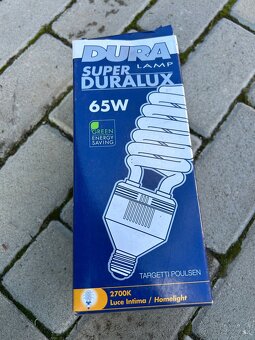 DURA
LAMP
SUPER
DURALUX
65W
GREEN
ENERGY
SAVING
TARGETTI POULSEN
2700K
Luce Intima / Homelight